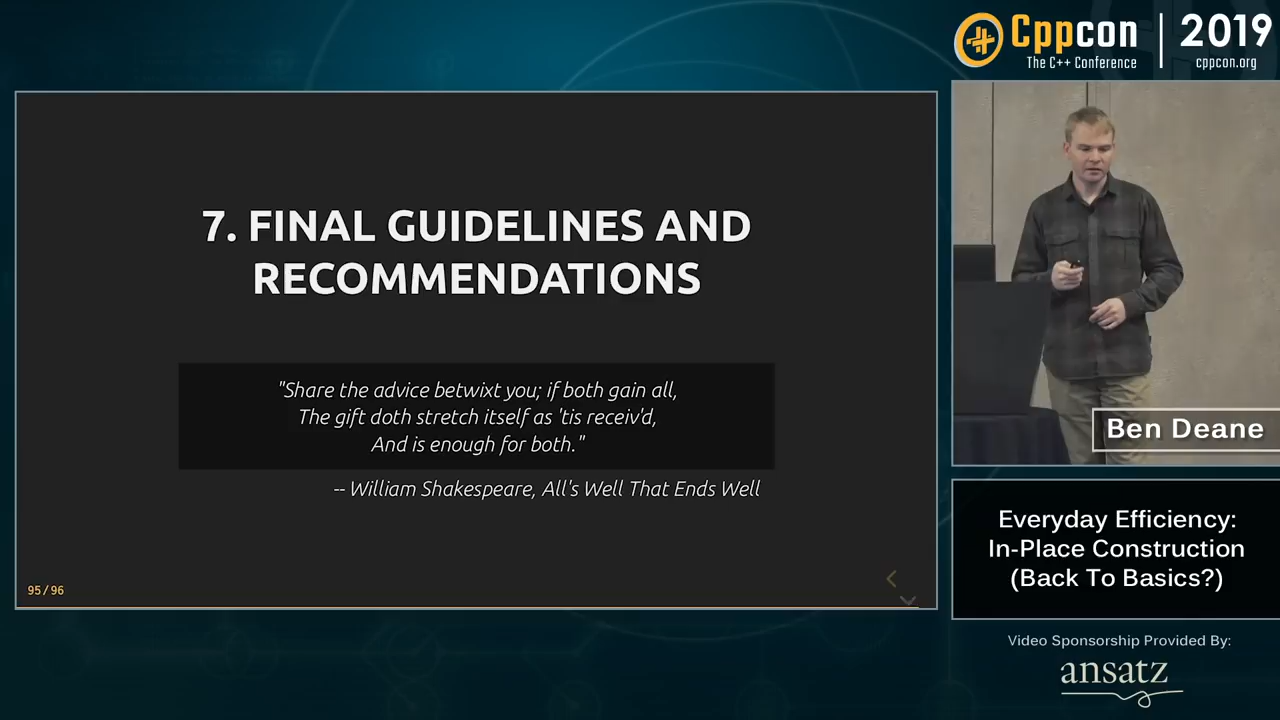 Cppcon
The C++ Conference
2019
cppcon.org
7. FINAL GUIDELINES AND
RECOMMENDATIONS
"Share the advice betwixt you; if both gain all,
The gift doth stretch itself as 'tis receiv'd,
And is enough for both."
-- William Shakespeare, All's Well That Ends Well
95/96
Ben Deane
Everyday Efficiency:
In-Place Construction
(Back To Basics?)
Video Sponsorship Provided By:
ansatz